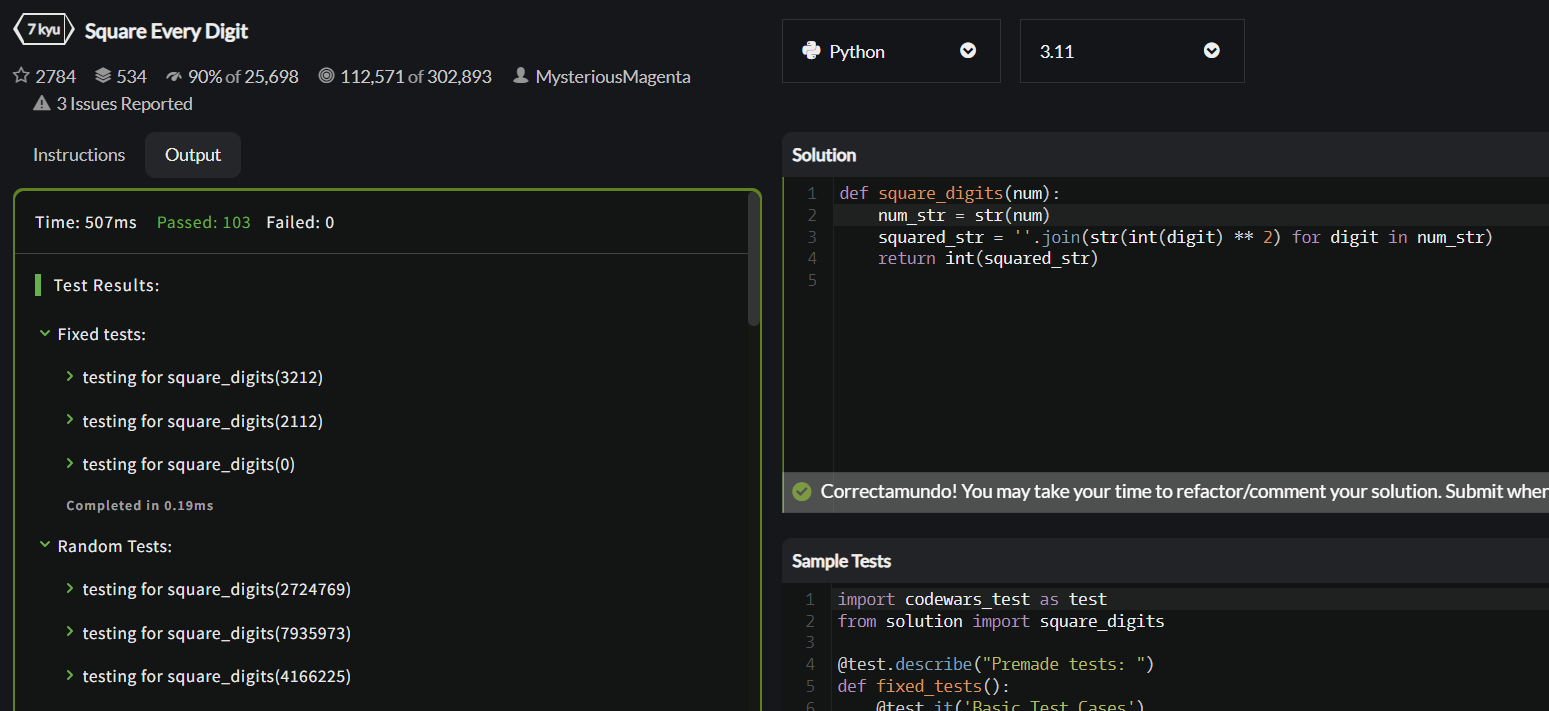 7 kyu Square Every Digit
2784 534 90% of 25,698 112,571 of 302,893 MysteriousMagenta
3 Issues Reported
Instructions Output
Time: 507ms Passed: 103 Failed: 0
Test Results:
Fixed tests:
testing for square_digits(3212)
testing for square_digits(2112)
testing for square_digits(0)
Completed in 0.19ms
Random Tests:
testing for square_digits(2724769)
testing for square_digits(7935973)
testing for square_digits(4166225)
Python 3.11
Solution
1 def square_digits(num):
2 num_str = str(num)
3 squared_str = ''.join(str(int(digit) ** 2) for digit in num_str)
4 return int(squared_str)
5
Correctamundo! You may take your time to refactor/comment your solution. Submit when
Sample Tests
1 import codewars_test as test
2 from solution import square_digits
3
4 @test.describe("Premade tests: ")
5 def fixed_tests():
6 @test.it('Basic Test Cases')